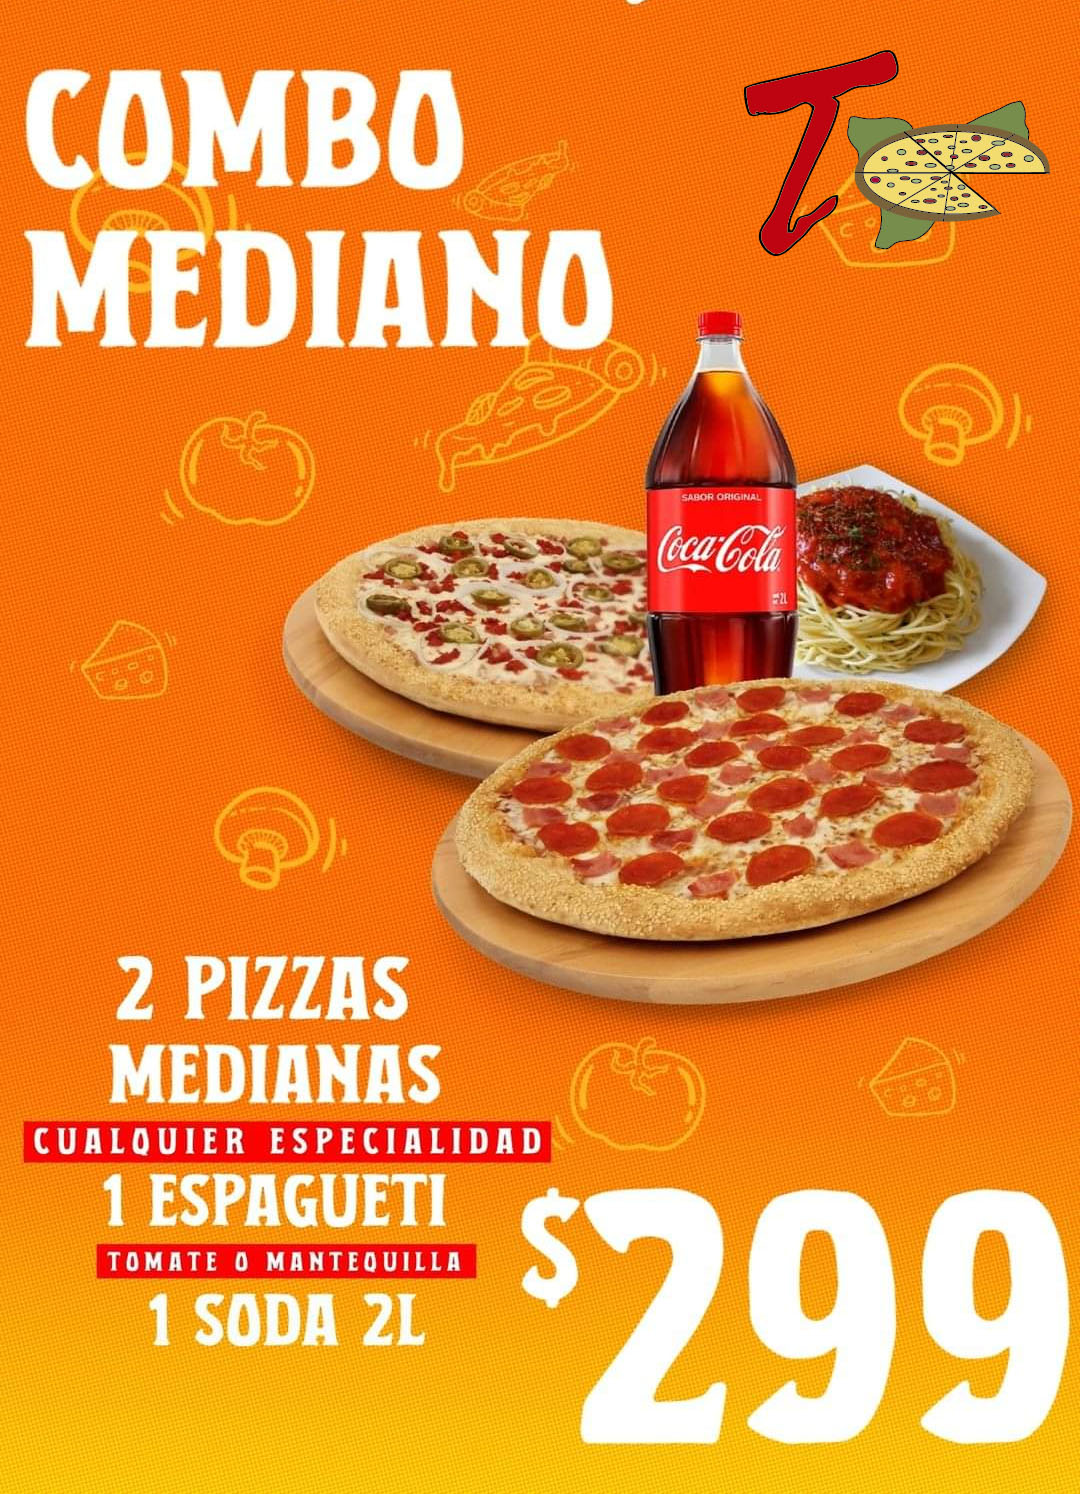 COMBO
MEDIANO
T
SABOR ORIGINAL
Coca-Cola
2L
2 PIZZAS
MEDIANAS
CUALQUIER ESPECIALIDAD
1 ESPAGUETI
TOMATE O MANTEQUILLA
1 SODA 2L
$299